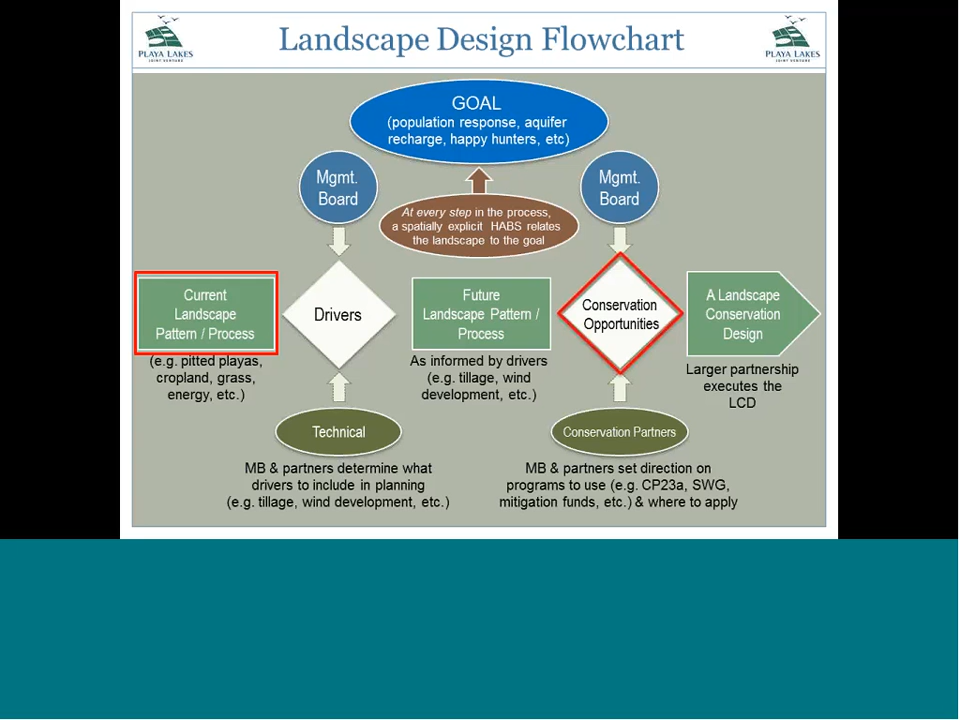 PLAYA LAKES
JOINT VENTURE
Landscape Design Flowchart
PLAYA LAKES
JOINT VENTURE
GOAL
(population response, aquifer
recharge, happy hunters, etc)
Mgmt.
Board
Mgmt.
Board
At every step in the process,
a spatially explicit HABS relates
the landscape to the goal
Current
Landscape
Pattern / Process
Drivers
Future
Landscape Pattern /
Process
Conservation
Opportunities
A Landscape
Conservation
Design
(e.g. pitted playas,
cropland, grass,
energy, etc.)
As informed by drivers
(e.g. tillage, wind
development, etc.)
Larger partnership
executes the
LCD
Technical
Conservation Partners
MB & partners determine what
drivers to include in planning
(e.g. tillage, wind development, etc.)
MB & partners set direction on
programs to use (e.g. CP23a, SWG,
mitigation funds, etc.) & where to apply